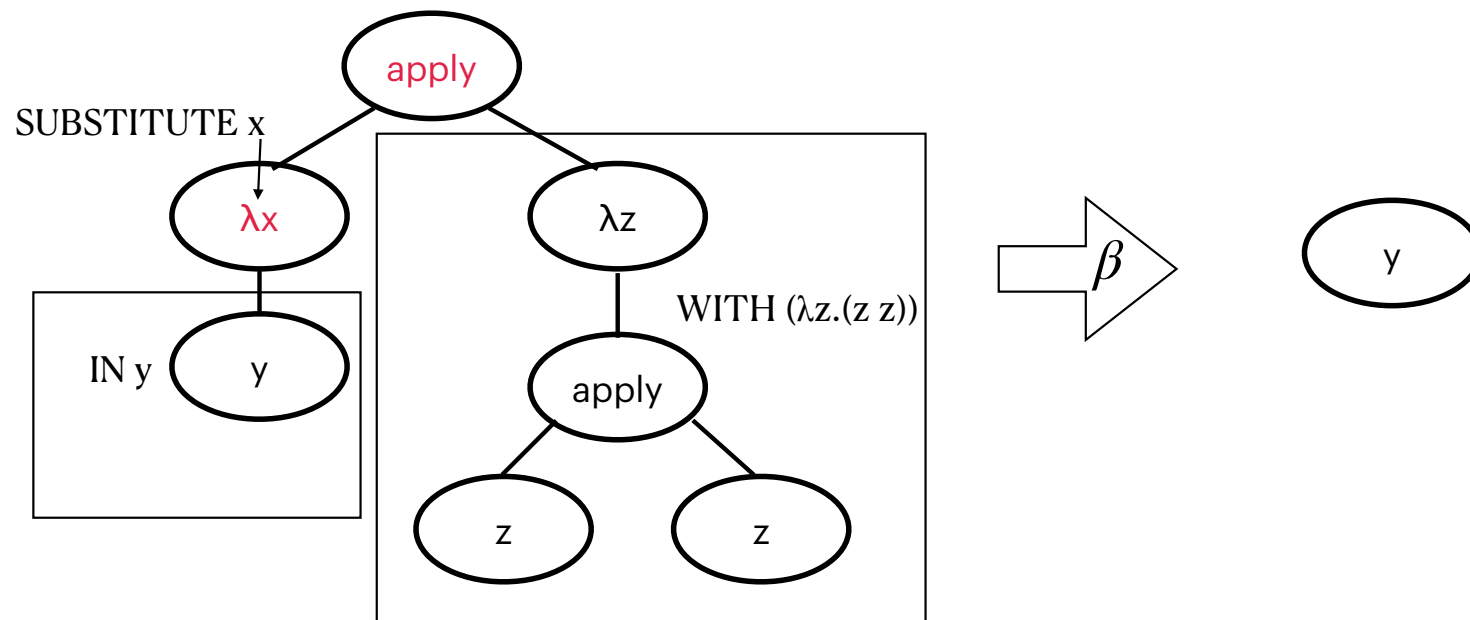 apply
SUBSTITUTE x
λx
λz
β
y
WITH (λz.(z z))
IN y
y
apply
z
z